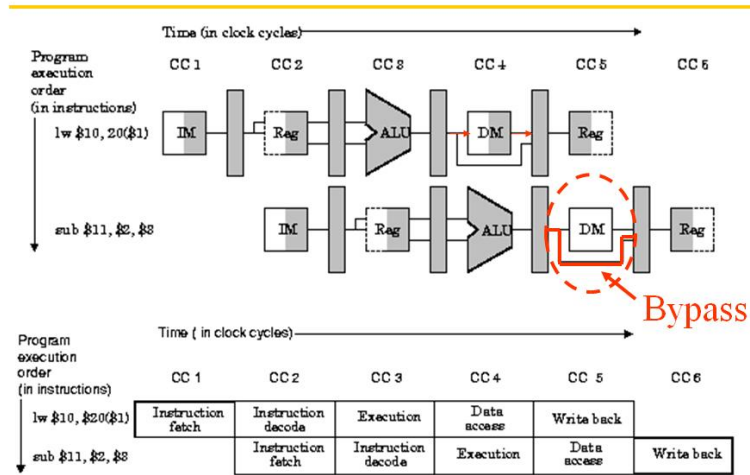 Time (in clock cycles)
Program
execution
order
(in instructions)
CC 1 CC 2 CC 3 CC 4 CC 5 CC 6
lw $10, 20($1) IM Reg ALU DM Reg
sub $11, $2, $3 IM Reg ALU DM Reg
Bypass
Time ( in clock cycles)
Program
execution
order
(in instructions)
CC 1 CC 2 CC 3 CC 4 CC 5 CC6
lw $10, $20($1) Instruction fetch Instruction decode Execution Data access Write back
sub $11, $2, $3 Instruction fetch Instruction decode Execution Data access Write back